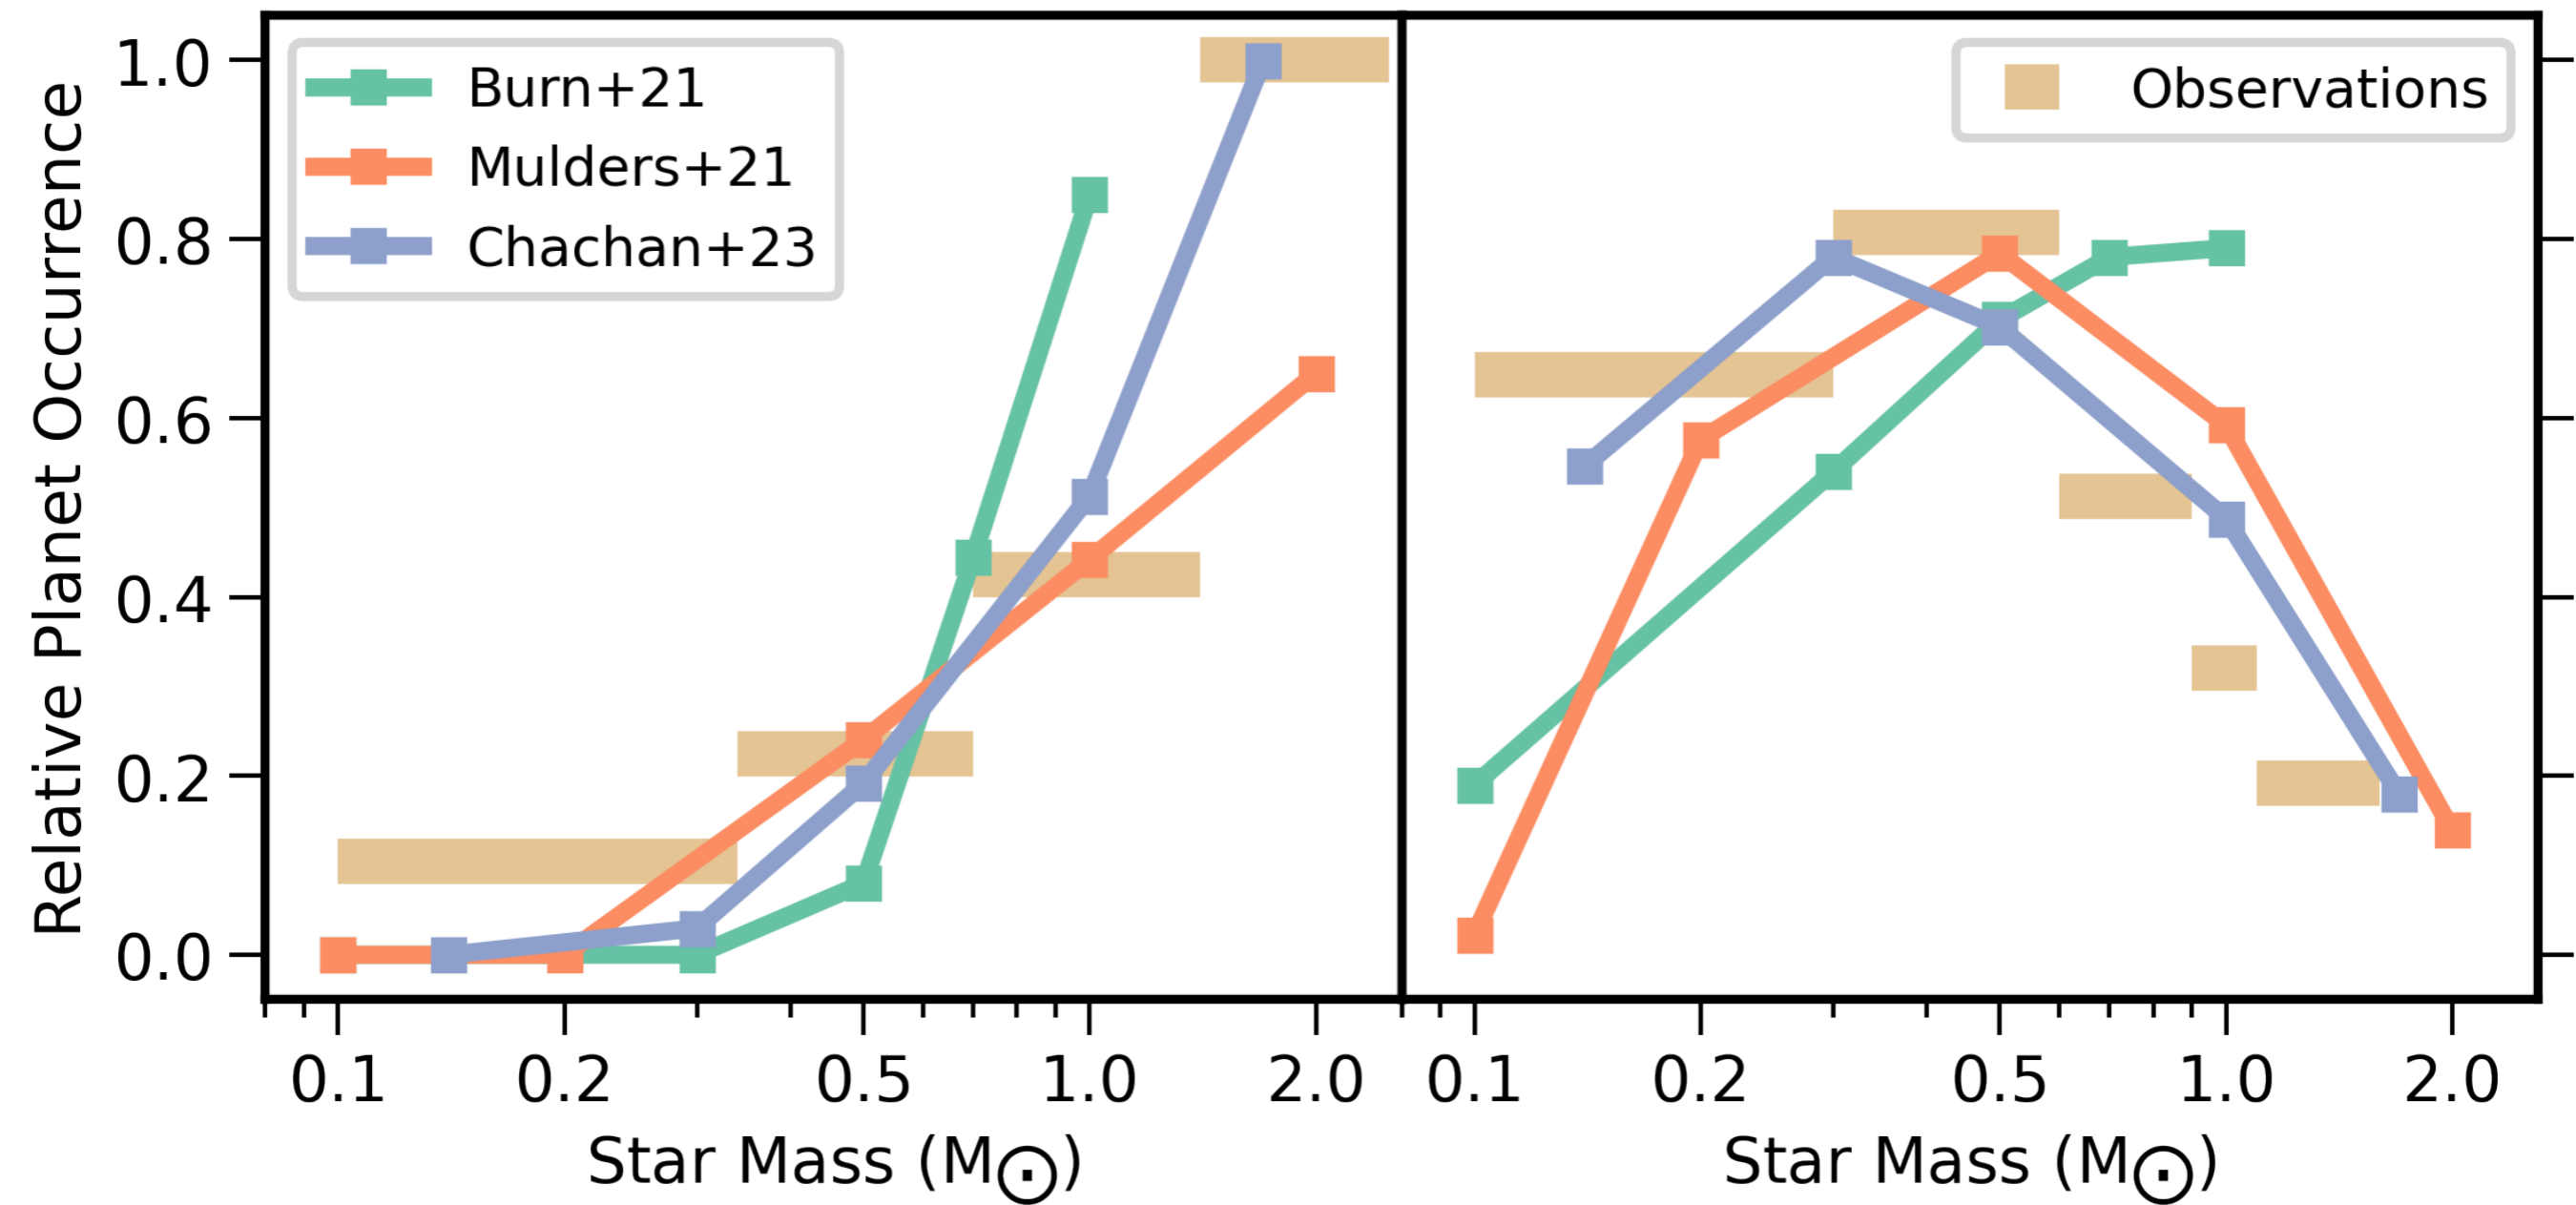 Relative Planet Occurrence
1.0
0.8
0.6
0.4
0.2
0.0
Burn+21
Mulders+21
Chachan+23
Observations
0.1 0.2 0.5 1.0 2.0
0.1 0.2 0.5 1.0 2.0
Star Mass (M⊙)
Star Mass (M⊙)